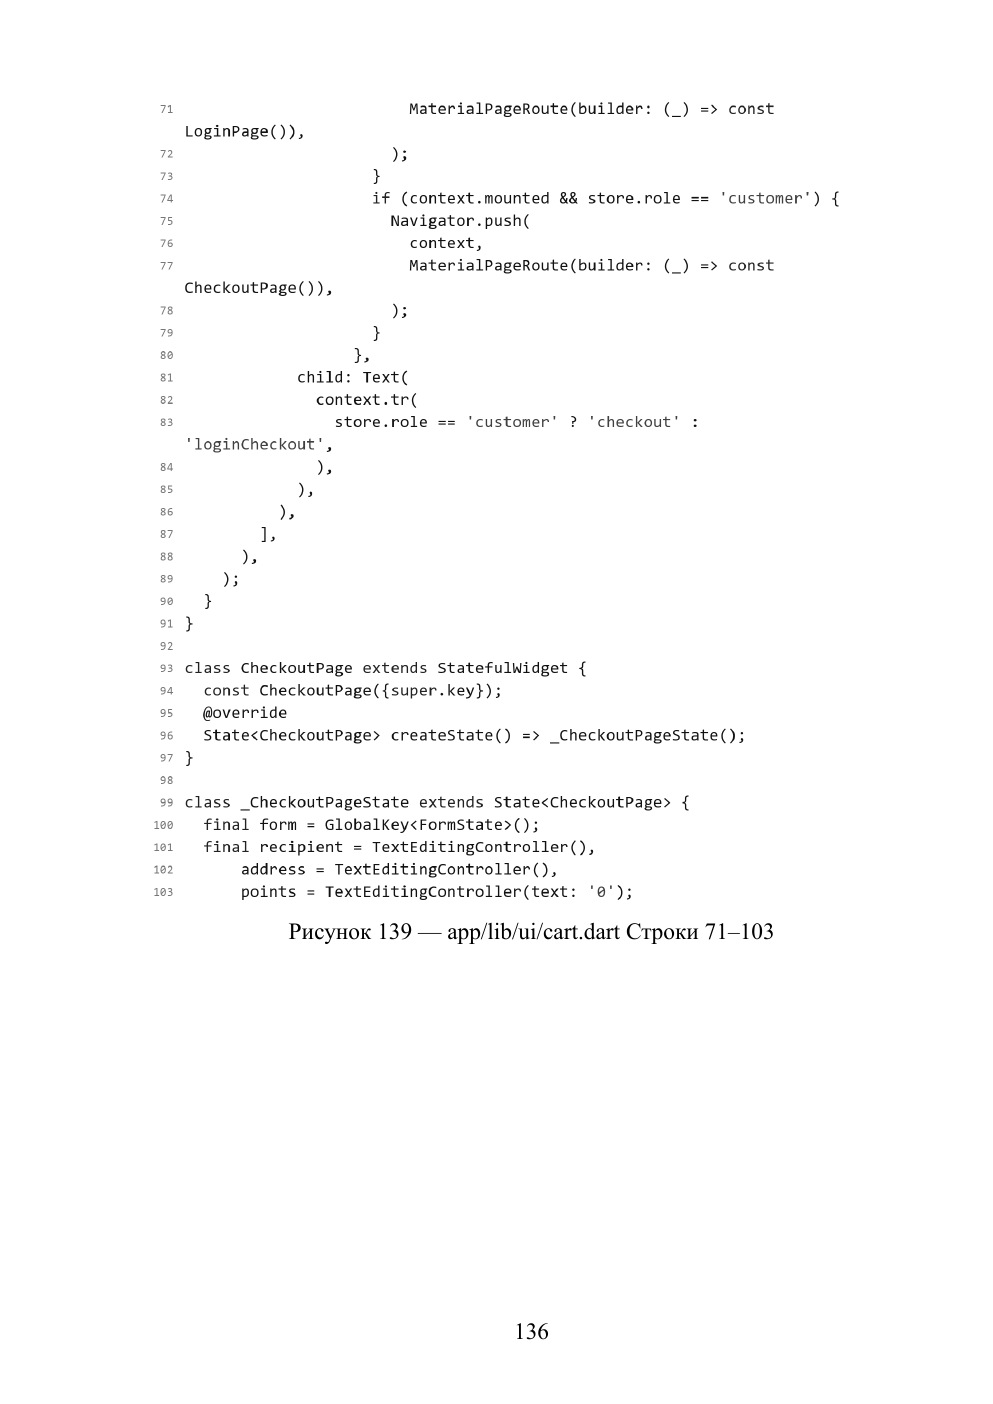 71                         MaterialPageRoute(builder: (_) => const
LoginPage()),
72                       );
73                     }
74                     if (context.mounted && store.role == 'customer') {
75                       Navigator.push(
76                         context,
77                         MaterialPageRoute(builder: (_) => const
CheckoutPage()),
78                       );
79                     }
80                   },
81             child: Text(
82               context.tr(
83                 store.role == 'customer' ? 'checkout' :
'loginCheckout',
84               ),
85             ),
86           ),
87         ],
88       ),
89     );
90   }
91 }
92
93 class CheckoutPage extends StatefulWidget {
94   const CheckoutPage({super.key});
95   @override
96   State<CheckoutPage> createState() => _CheckoutPageState();
97 }
98
99 class _CheckoutPageState extends State<CheckoutPage> {
100   final form = GlobalKey<FormState>();
101   final recipient = TextEditingController(),
102       address = TextEditingController(),
103       points = TextEditingController(text: '0');
Рисунок 139 — app/lib/ui/cart.dart Строки 71–103
136